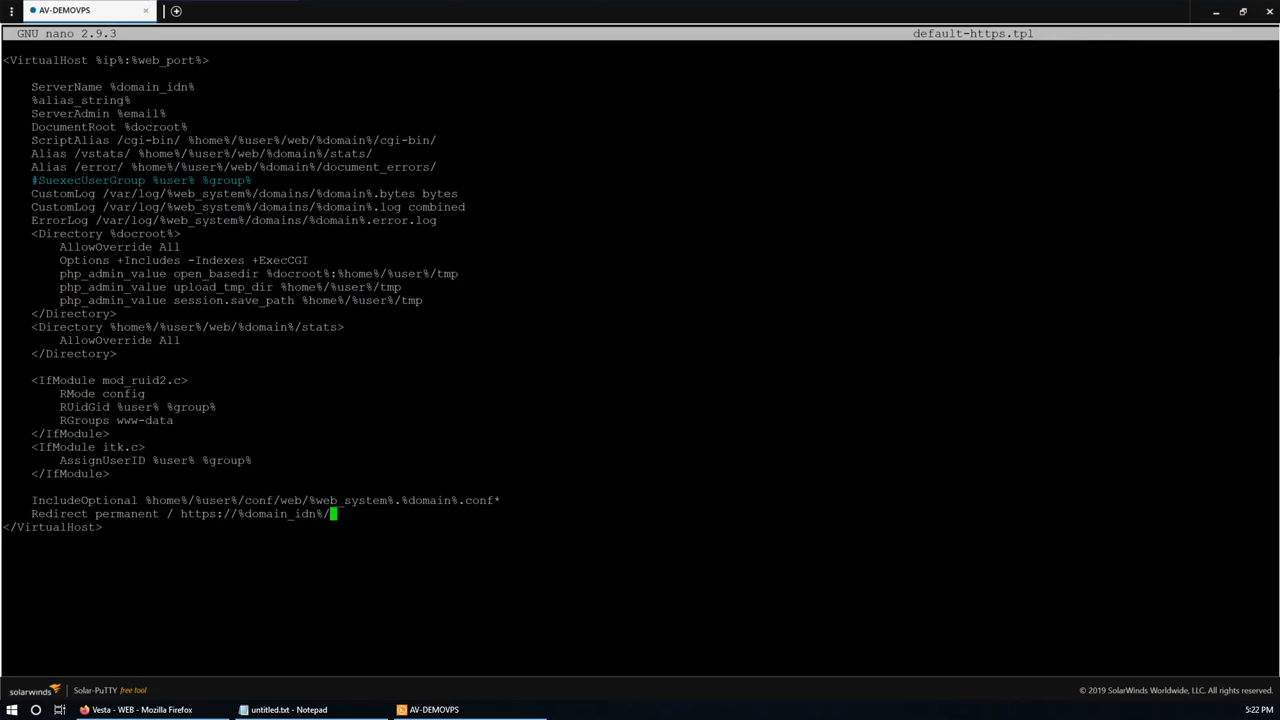 AV-DEMOVPS
GNU nano 2.9.3 default-https.tpl
<VirtualHost %ip%:%web_port%>
ServerName %domain_idn%
%alias_string%
ServerAdmin %email%
DocumentRoot %docroot%
ScriptAlias /cgi-bin/ %home%/%user%/web/%domain%/cgi-bin/
Alias /vstats/ %home%/%user%/web/%domain%/stats/
Alias /error/ %home%/%user%/web/%domain%/document_errors/
#SuexecUserGroup %user% %group%
CustomLog /var/log/%web_system%/domains/%domain%.bytes bytes
CustomLog /var/log/%web_system%/domains/%domain%.log combined
ErrorLog /var/log/%web_system%/domains/%domain%.error.log
<Directory %docroot%>
AllowOverride All
Options +Includes -Indexes +ExecCGI
php_admin_value open_basedir %docroot%:%home%/%user%/tmp
php_admin_value upload_tmp_dir %home%/%user%/tmp
php_admin_value session.save_path %home%/%user%/tmp
</Directory>
<Directory %home%/%user%/web/%domain%/stats>
AllowOverride All
</Directory>
<IfModule mod_ruid2.c>
RMode config
RUidGid %user% %group%
RGroups www-data
</IfModule>
<IfModule itk.c>
AssignUserID %user% %group%
</IfModule>
IncludeOptional %home%/%user%/conf/web/%web_system%.%domain%.conf*
Redirect permanent / https://%domain_idn%/
</VirtualHost>
solarwinds Solar-PuTTY free tool © 2019 SolarWinds Worldwide, LLC. All rights reserved.
Vesta - WEB - Mozilla Firefox untitled.txt - Notepad AV-DEMOVPS 5:22 PM